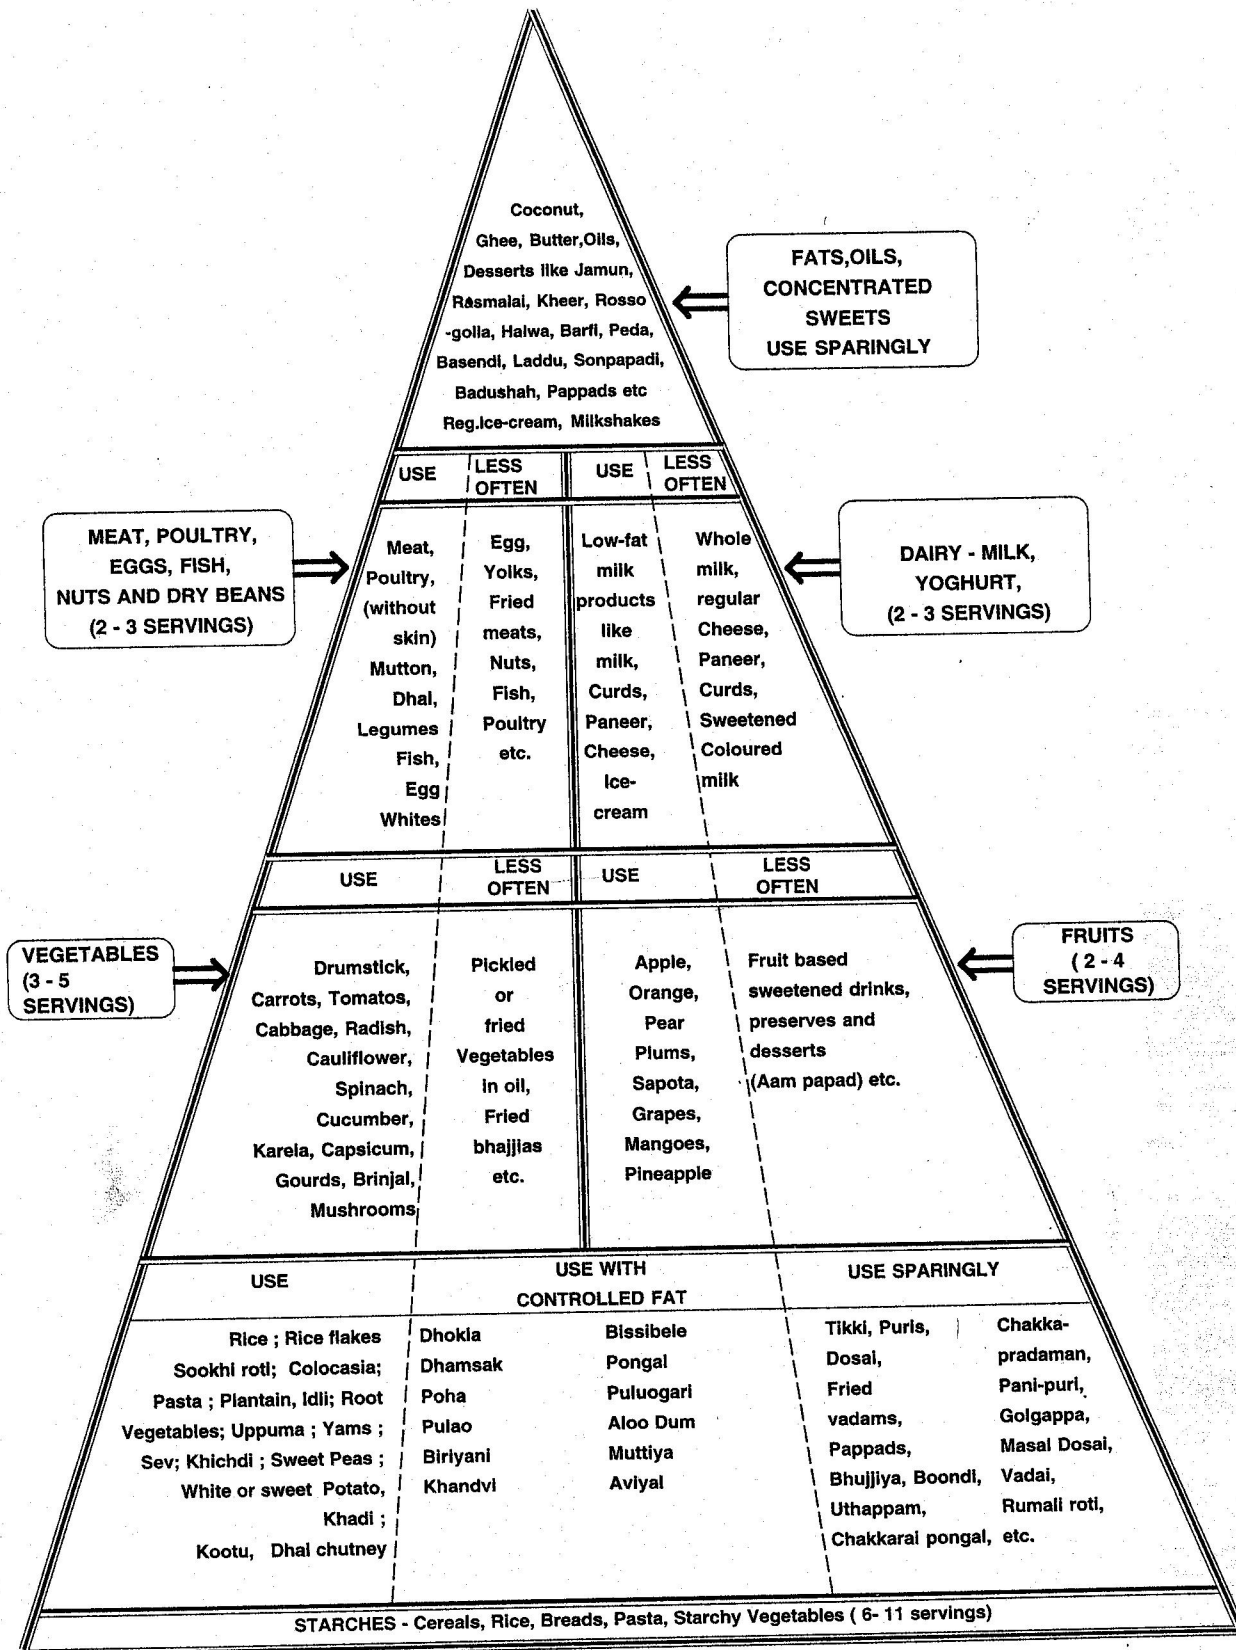 Coconut,
Ghee, Butter,Oils,
Desserts like Jamun,
Rasmalai, Kheer, Rosso
-golla, Halwa, Barfi, Peda,
Basendi, Laddu, Sonpapadi,
Badushah, Pappads etc
Reg.Ice-cream, Milkshakes
FATS,OILS,
CONCENTRATED
SWEETS
USE SPARINGLY
USE
LESS
OFTEN
USE
LESS
OFTEN
MEAT, POULTRY,
EGGS, FISH,
NUTS AND DRY BEANS
(2 - 3 SERVINGS)
Meat,
Poultry,
(without
skin)
Mutton,
Dhal,
Legumes
Fish,
Egg
Whites
Egg,
Yolks,
Fried
meats,
Nuts,
Fish,
Poultry
etc.
Low-fat
milk
products
like
milk,
Curds,
Paneer,
Cheese,
Ice-
cream
Whole
milk,
regular
Cheese,
Paneer,
Curds,
Sweetened
Coloured
milk
DAIRY - MILK,
YOGHURT,
(2 - 3 SERVINGS)
USE
LESS
OFTEN
USE
LESS
OFTEN
VEGETABLES
(3 - 5
SERVINGS)
Drumstick,
Carrots, Tomatos,
Cabbage, Radish,
Cauliflower,
Spinach,
Cucumber,
Karela, Capsicum,
Gourds, Brinjal,
Mushrooms
Pickled
or
fried
Vegetables
in oil,
Fried
bhajjias
etc.
Apple,
Orange,
Pear
Plums,
Sapota,
Grapes,
Mangoes,
Pineapple
Fruit based
sweetened drinks,
preserves and
desserts
(Aam papad) etc.
FRUITS
( 2 - 4
SERVINGS)
USE
USE WITH
CONTROLLED FAT
USE SPARINGLY
Rice ; Rice flakes
Sookhi roti; Colocasia;
Pasta ; Plantain, Idli; Root
Vegetables; Uppuma ; Yams ;
Sev; Khichdi ; Sweet Peas ;
White or sweet Potato,
Khadi ;
Kootu, Dhal chutney
Dhokla
Dhamsak
Poha
Pulao
Biriyani
Khandvi
Bissibele
Pongal
Puluogari
Aloo Dum
Muttiya
Aviyal
Tikki, Puris,
Dosai,
Fried
vadams,
Pappads,
Bhujjiya, Boondi,
Uthappam,
Chakkarai pongal,
Chakka-
pradaman,
Pani-puri,
Golgappa,
Masal Dosai,
Vadai,
Rumali roti,
etc.
STARCHES - Cereals, Rice, Breads, Pasta, Starchy Vegetables ( 6- 11 servings)